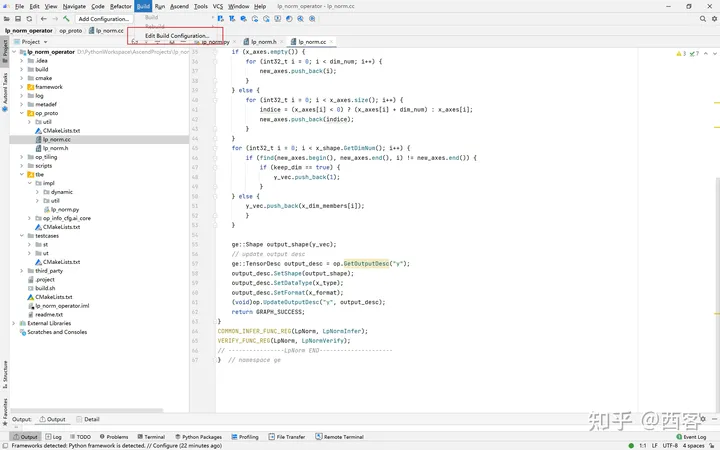 File Edit View Navigate Code Refactor Build Run Ascend Tools VCS Window Help lp_norm_operator - lp_norm.cc
lp_norm_operator op_proto lp_norm.cc Add Configuration...
Build
Rebuild
Edit Build Configuration...
Project lp_norm.py lp_norm.h lp_norm.cc
lp_norm_operator
.idea
build
cmake
framework
log
metadef
op_proto
util
CMakeLists.txt
lp_norm.cc
lp_norm.h
op_tiling
scripts
tbe
impl
dynamic
util
lp_norm.py
op_info_cfg.ai_core
CMakeLists.txt
testcases
st
ut
CMakeLists.txt
third_party
.project
build.sh
CMakeLists.txt
lp_norm_operator.iml
readme.txt
External Libraries
Scratches and Consoles
Project
Structure
Favorites
if (x_axes.empty()) {
for (int32_t i = 0; i < dim_num; i++) {
new_axes.push_back(i);
}
} else {
for (int32_t i = 0; i < x_axes.size(); i++) {
indice = (x_axes[i] < 0) ? (x_axes[i] + dim_num) : x_axes[i];
new_axes.push_back(indice);
}
}
for (int32_t i = 0; i < x_shape.GetDimNum(); i++) {
if (find(new_axes.begin(), new_axes.end(), i) != new_axes.end()) {
if (keep_dim == true) {
y_vec.push_back(1);
}
} else {
y_vec.push_back(x_dim_members[i]);
}
}
ge::Shape output_shape(y_vec);
// update output desc
ge::TensorDesc output_desc = op.GetOutputDesc("y");
output_desc.SetShape(output_shape);
output_desc.SetDataType(x_type);
output_desc.SetFormat(x_format);
(void)op.UpdateOutputDesc("y", output_desc);
return GRAPH_SUCCESS;
}
COMMON_INFER_FUNC_REG(LpNorm, LpNormInfer);
VERIFY_FUNC_REG(LpNorm, LpNormVerify);
// ---------------LpNorm END--------------------
} // namespace ge
知乎 @西客
Output: Output Detail
Output Log TODO Problems Terminal Python Packages Profiling File Transfer Remote Terminal Event Log
Frameworks detected: Python framework is detected. // Configure (22 minutes ago) 1:1 LF UTF-8 4 spaces